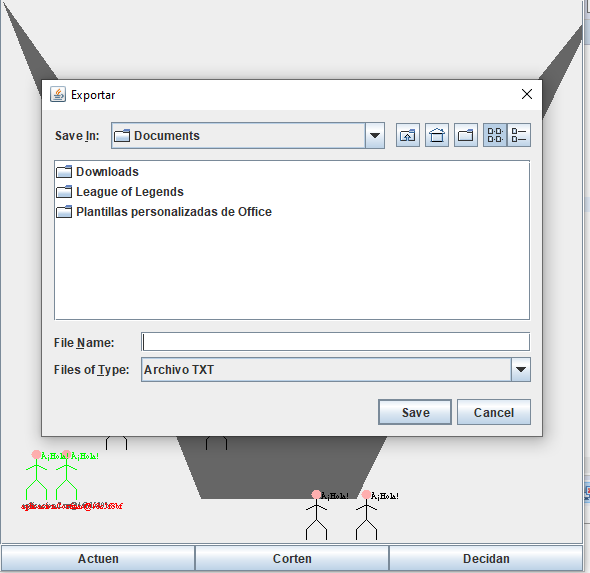 Exportar
Save In: Documents
Downloads
League of Legends
Plantillas personalizadas de Office
File Name:
Files of Type: Archivo TXT
Save Cancel
Â¡Hola! Â¡Hola!
Â¡Hola! Â¡Hola!
Actuen Corten Decidan